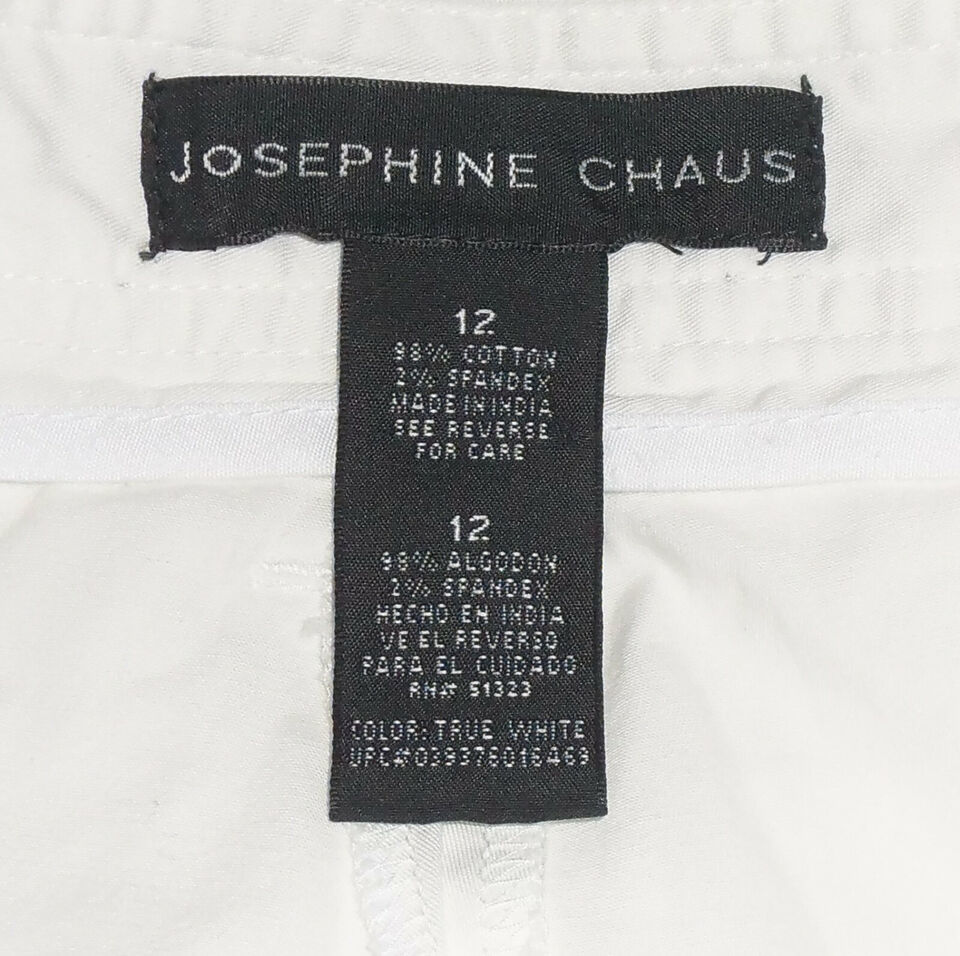 JOSEPHINE CHAUS
12
98% COTTON
2% SPANDEX
MADE IN INDIA
SEE REVERSE
FOR CARE
12
98% ALGODON
2% SPANDEX
HECHO EN INDIA
VE EL REVERSO
PARA EL CUIDADO
RN# 51323
COLOR: TRUE WHITE
UPC#039376016469